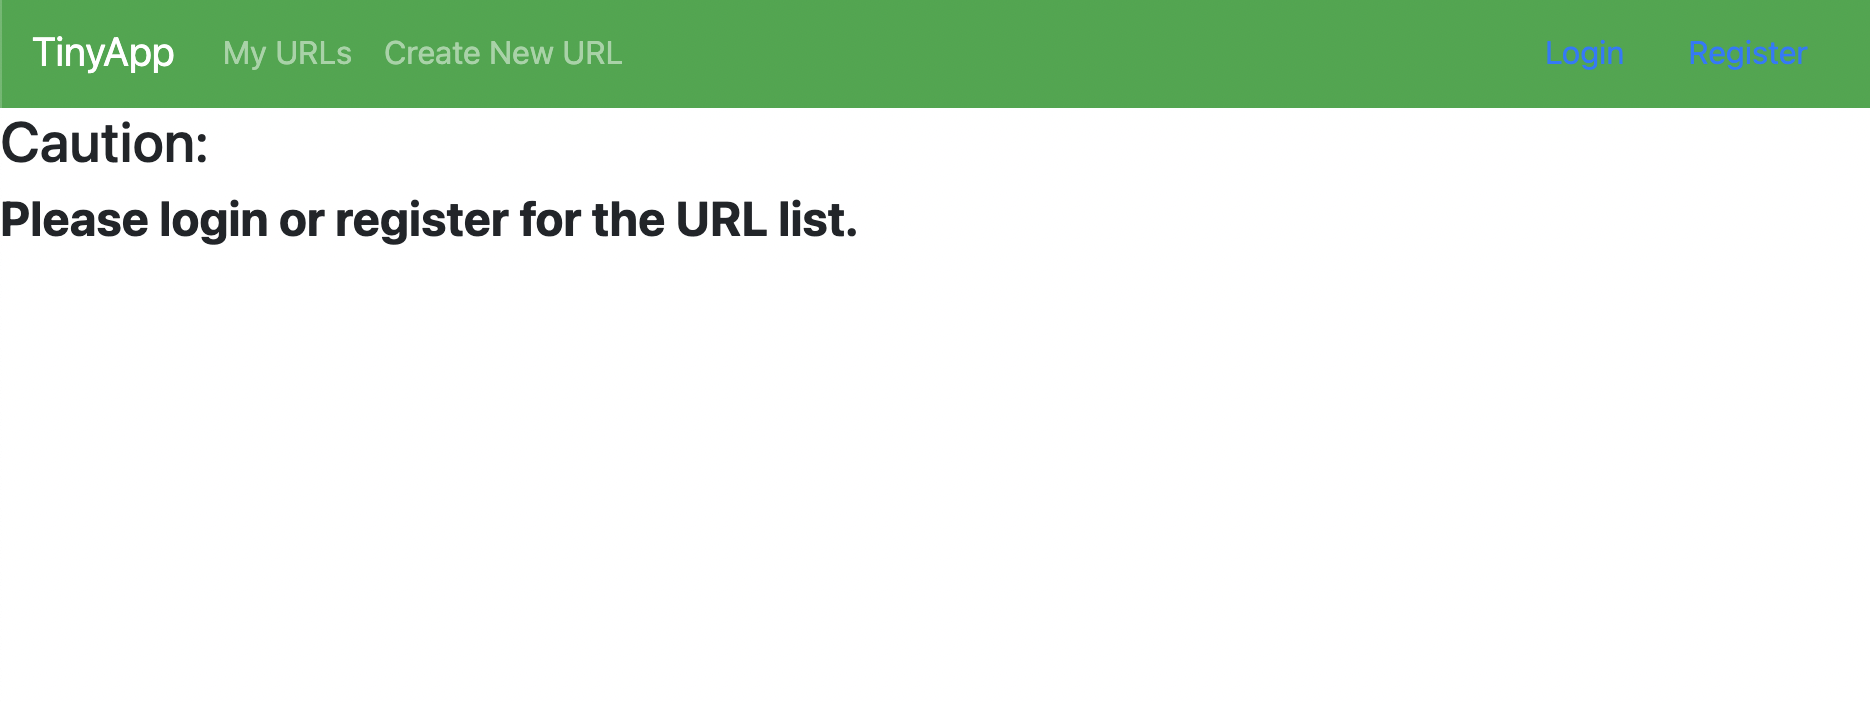 TinyApp My URLs Create New URL Login Register
Caution:
Please login or register for the URL list.